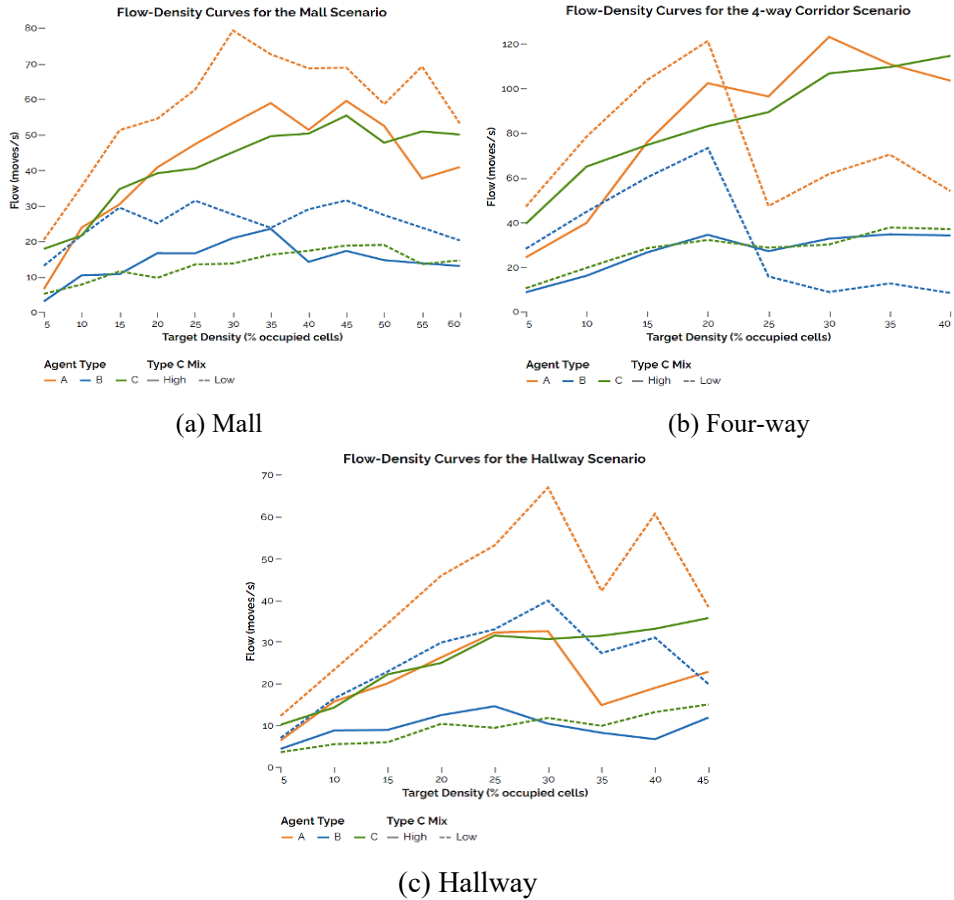 Flow-Density Curves for the Mall Scenario
80
70
60
50
40
30
20
10
0
Flow (moves/s)
5 10 15 20 25 30 35 40 45 50 55 60
Target Density (% occupied cells)
Agent Type Type C Mix
A B C High Low
(a) Mall
Flow-Density Curves for the 4-way Corridor Scenario
120
100
80
60
40
20
0
Flow (moves/s)
5 10 15 20 25 30 35 40
Target Density (% occupied cells)
Agent Type Type C Mix
A B C High Low
(b) Four-way
Flow-Density Curves for the Hallway Scenario
70
60
50
40
30
20
10
0
Flow (moves/s)
5 10 15 20 25 30 35 40 45
Target Density (% occupied cells)
Agent Type Type C Mix
A B C High Low
(c) Hallway